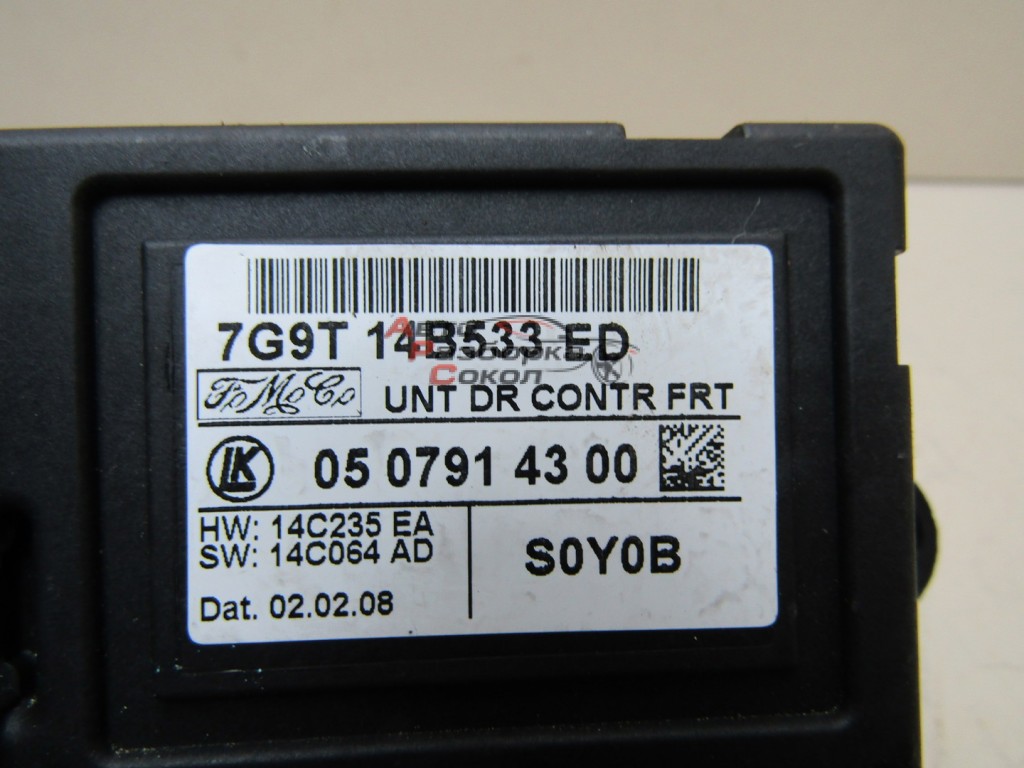 7G9T 14B533 ED
Авто
Разборка
Сокол
FoMoCo
UNT DR CONTR FRT
LK
05 0791 43 00
HW: 14C235 EA
SW: 14C064 AD
S0Y0B
Dat. 02.02.08